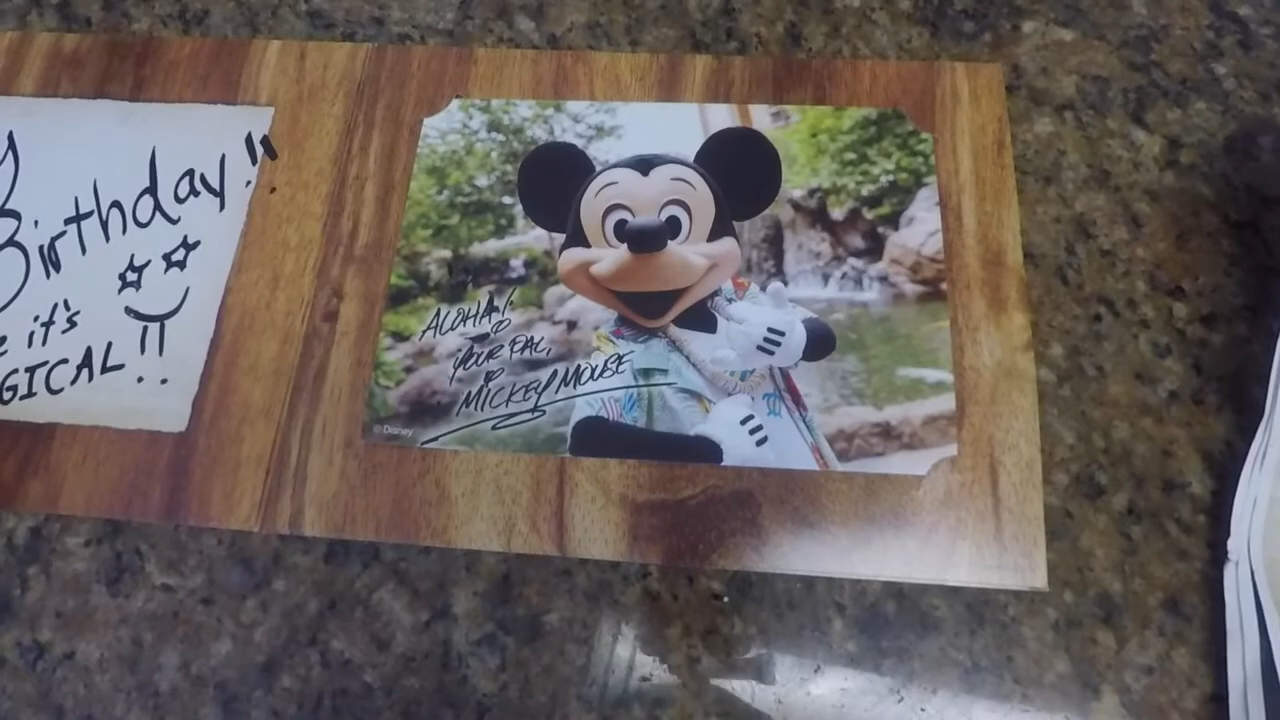 Birthday!!
it's
GICAL!!
ALOHA!
YOUR PAL,
MICKEY MOUSE
© Disney